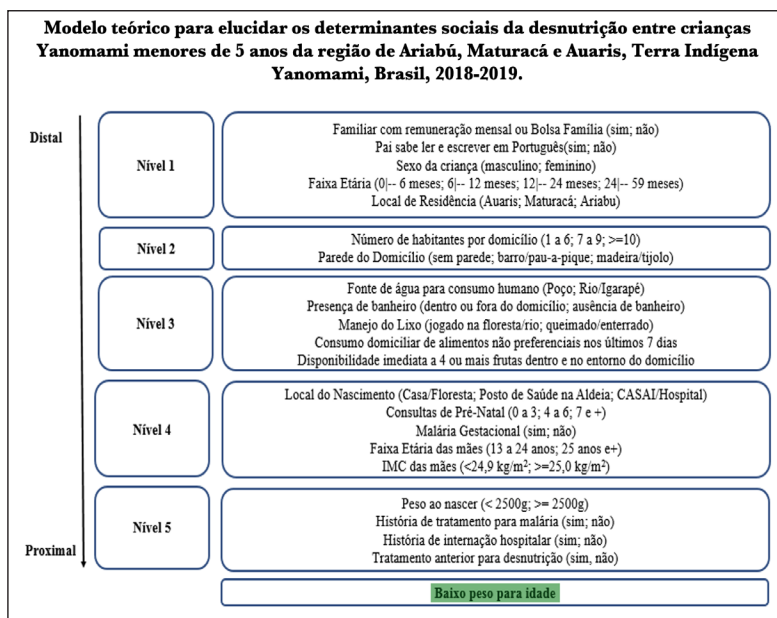 Modelo teórico para elucidar os determinantes sociais da desnutrição entre crianças
Yanomami menores de 5 anos da região de Ariabú, Maturacá e Auaris, Terra Indígena
Yanomami, Brasil, 2018-2019.
Distal
Nível 1
Familiar com remuneração mensal ou Bolsa Família (sim; não)
Pai sabe ler e escrever em Português(sim; não)
Sexo da criança (masculino; feminino)
Faixa Etária (0|-- 6 meses; 6|-- 12 meses; 12|-- 24 meses; 24|-- 59 meses)
Local de Residência (Auaris; Maturacá; Ariabu)
Nível 2
Número de habitantes por domicílio (1 a 6; 7 a 9; >=10)
Parede do Domicílio (sem parede; barro/pau-a-pique; madeira/tijolo)
Nível 3
Fonte de água para consumo humano (Poço; Rio/Igarapé)
Presença de banheiro (dentro ou fora do domicílio; ausência de banheiro)
Manejo do Lixo (jogado na floresta/rio; queimado/enterrado)
Consumo domiciliar de alimentos não preferenciais nos últimos 7 dias
Disponibilidade imediata a 4 ou mais frutas dentro e no entorno do domicílio
Nível 4
Local do Nascimento (Casa/Floresta; Posto de Saúde na Aldeia; CASAI/Hospital)
Consultas de Pré-Natal (0 a 3; 4 a 6; 7 e +)
Malária Gestacional (sim; não)
Faixa Etária das mães (13 a 24 anos; 25 anos e+)
IMC das mães (<24,9 kg/m²; >=25,0 kg/m²)
Nível 5
Proximal
Peso ao nascer (< 2500g; >= 2500g)
História de tratamento para malária (sim; não)
História de internação hospitalar (sim; não)
Tratamento anterior para desnutrição (sim, não)
Baixo peso para idade